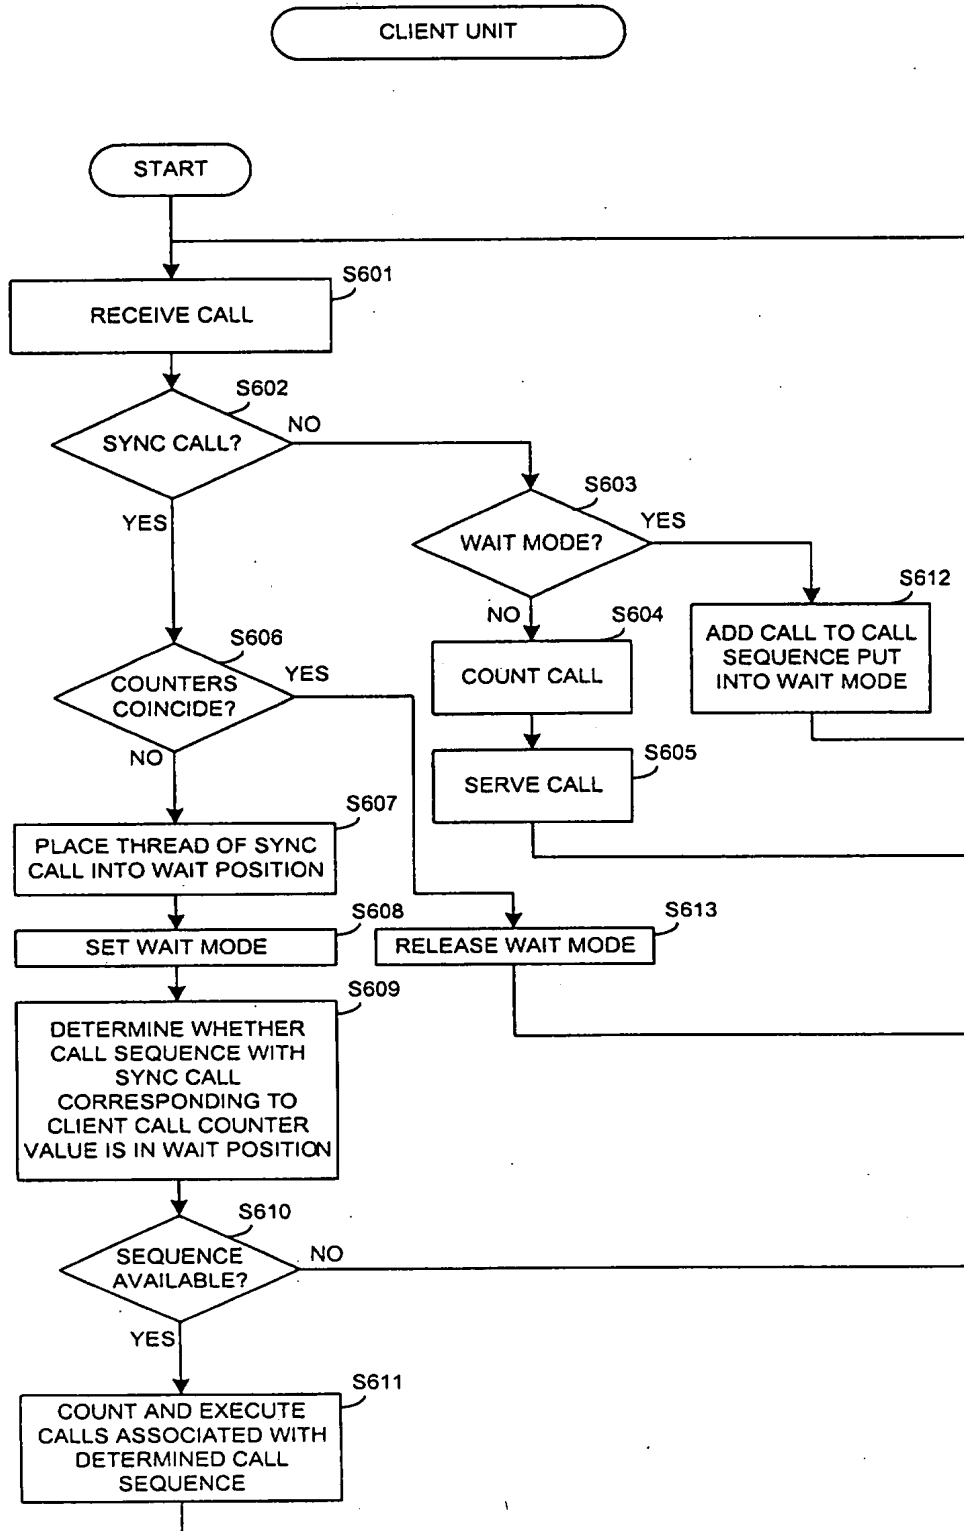 CLIENT UNIT
START
S601
RECEIVE CALL
S602
SYNC CALL?
NO
YES
S603
WAIT MODE?
YES
NO
S612
ADD CALL TO CALL
SEQUENCE PUT
INTO WAIT MODE
S604
COUNT CALL
S605
SERVE CALL
S606
COUNTERS
COINCIDE?
YES
NO
S607
PLACE THREAD OF SYNC
CALL INTO WAIT POSITION
S608
SET WAIT MODE
S613
RELEASE WAIT MODE
S609
DETERMINE WHETHER
CALL SEQUENCE WITH
SYNC CALL
CORRESPONDING TO
CLIENT CALL COUNTER
VALUE IS IN WAIT POSITION
S610
SEQUENCE
AVAILABLE?
NO
YES
S611
COUNT AND EXECUTE
CALLS ASSOCIATED WITH
DETERMINED CALL
SEQUENCE